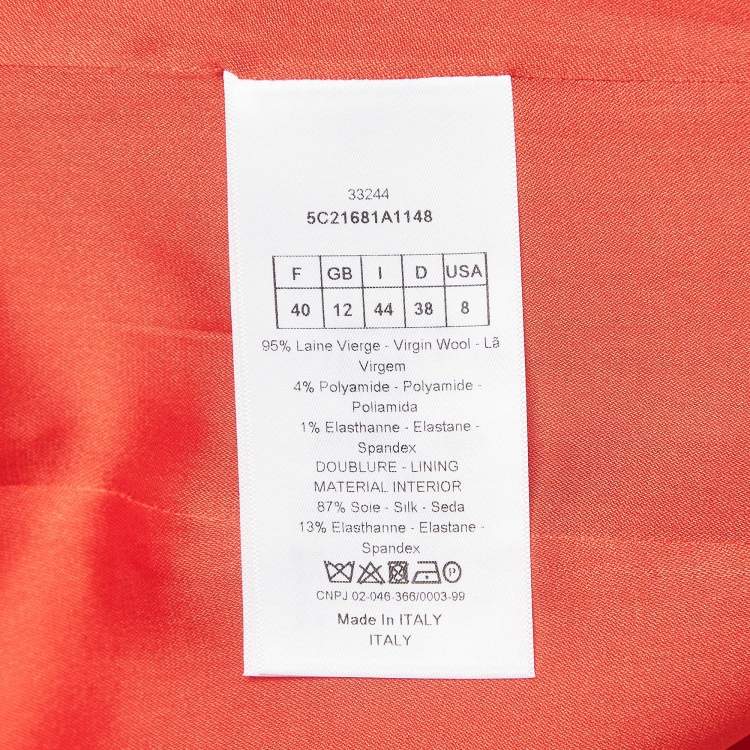 33244
5C21681A1148
F GB I D USA
40 12 44 38 8
95% Laine Vierge - Virgin Wool - Lã
Virgem
4% Polyamide - Polyamide -
Poliamida
1% Elasthanne - Elastane -
Spandex
DOUBLURE - LINING
MATERIAL INTERIOR
87% Soie - Silk - Seda
13% Elasthanne - Elastane -
Spandex
P
CNPJ 02-046-366/0003-99
Made In ITALY
ITALY